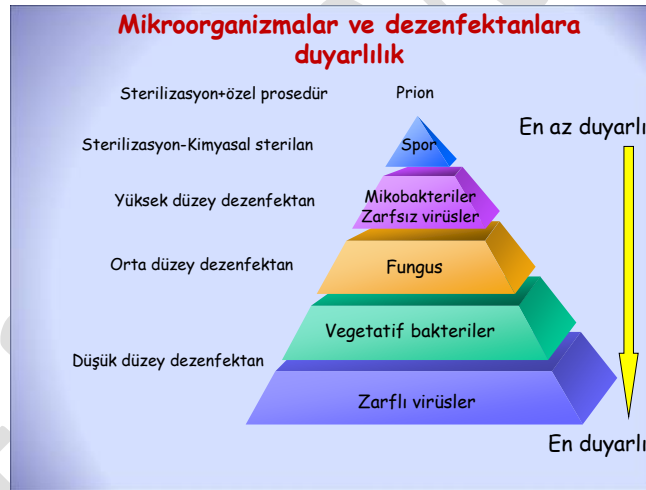 Mikroorganizmalar ve dezenfektanlara
duyarlılık
Sterilizasyon+özel prosedür
Prion
En az duyarlı
Sterilizasyon-Kimyasal sterilan
Spor
Yüksek düzey dezenfektan
Mikobakteriler
Zarfsız virüsler
Orta düzey dezenfektan
Fungus
Vegetatif bakteriler
Düşük düzey dezenfektan
Zarflı virüsler
En duyarlı